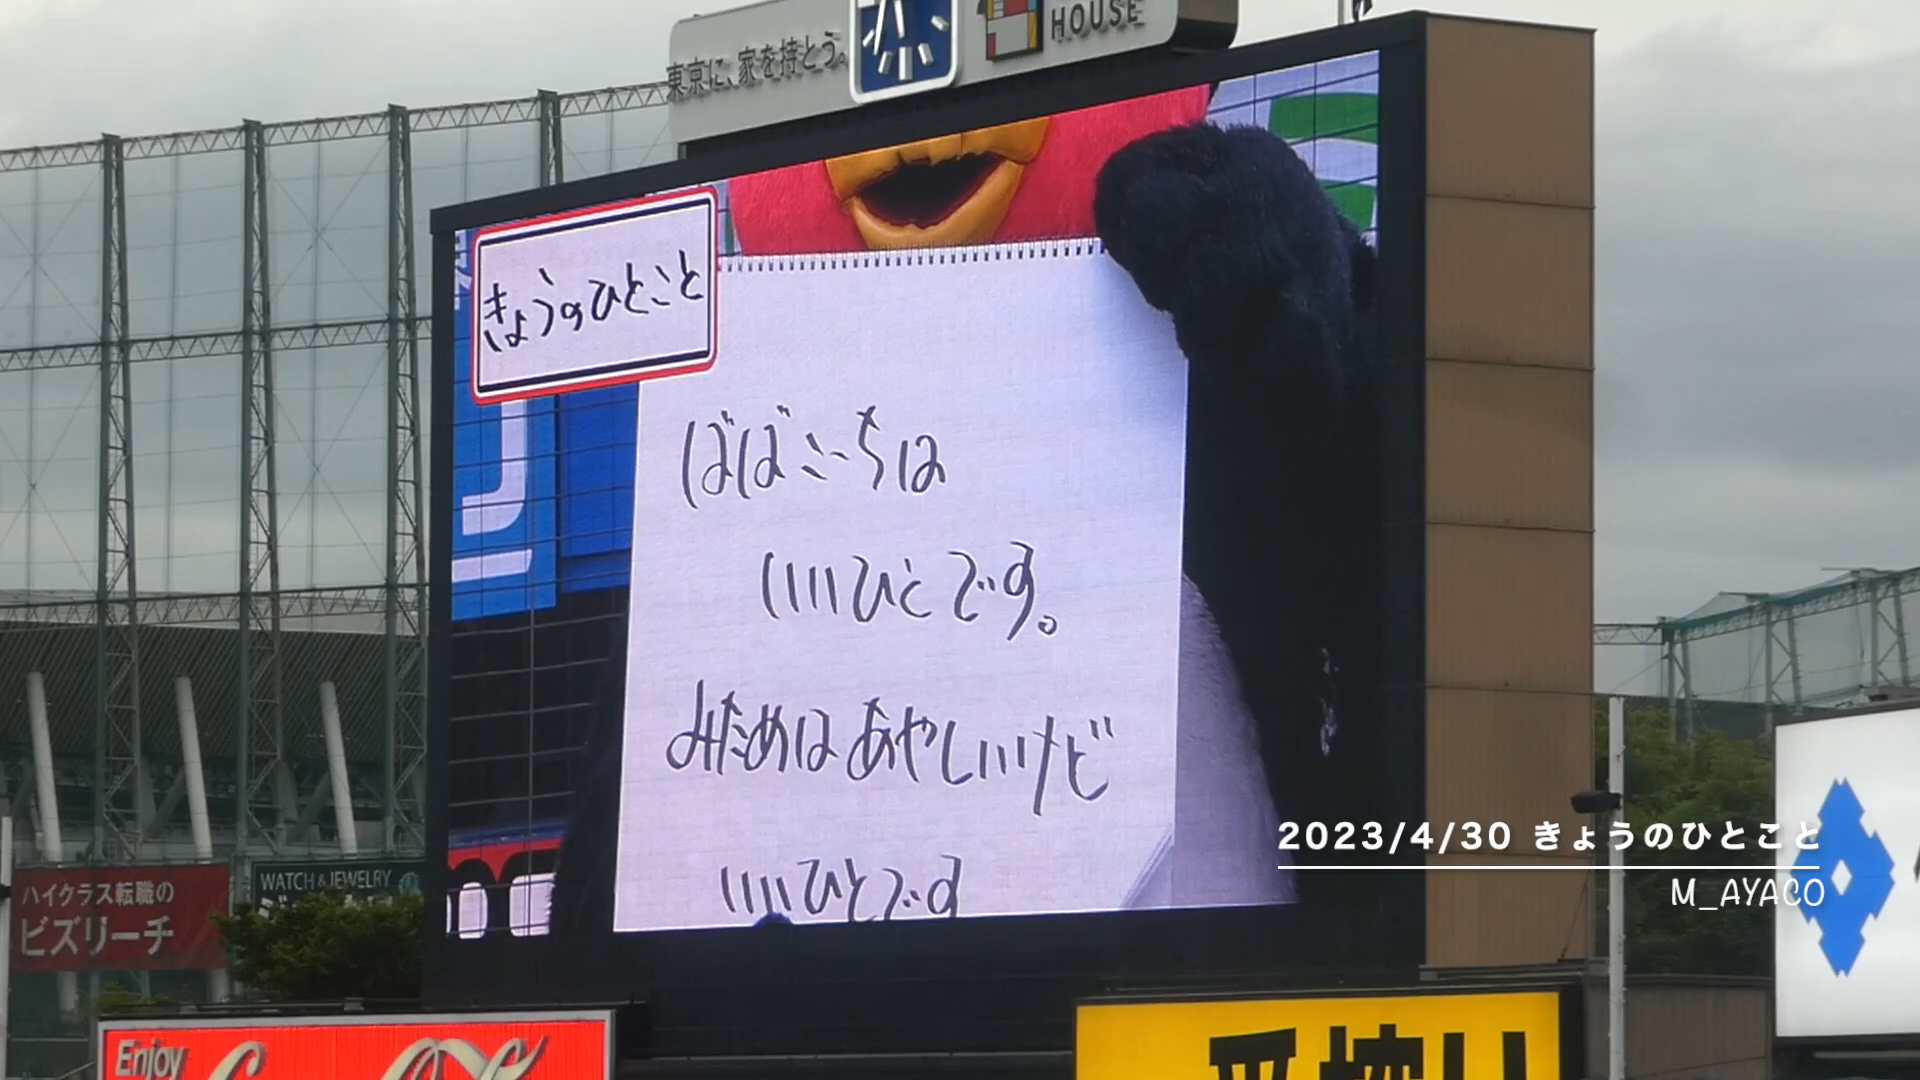 東京に、家を持とう。
HOUSE
きょうのひとこと
ばばこーちは
いいひとです。
みためはあやしいけど
いいひとです
2023/4/30 きょうのひとこと
M_AYACO
ハイクラス転職の
ビズリーチ
WATCH & JEWELRY
Enjoy